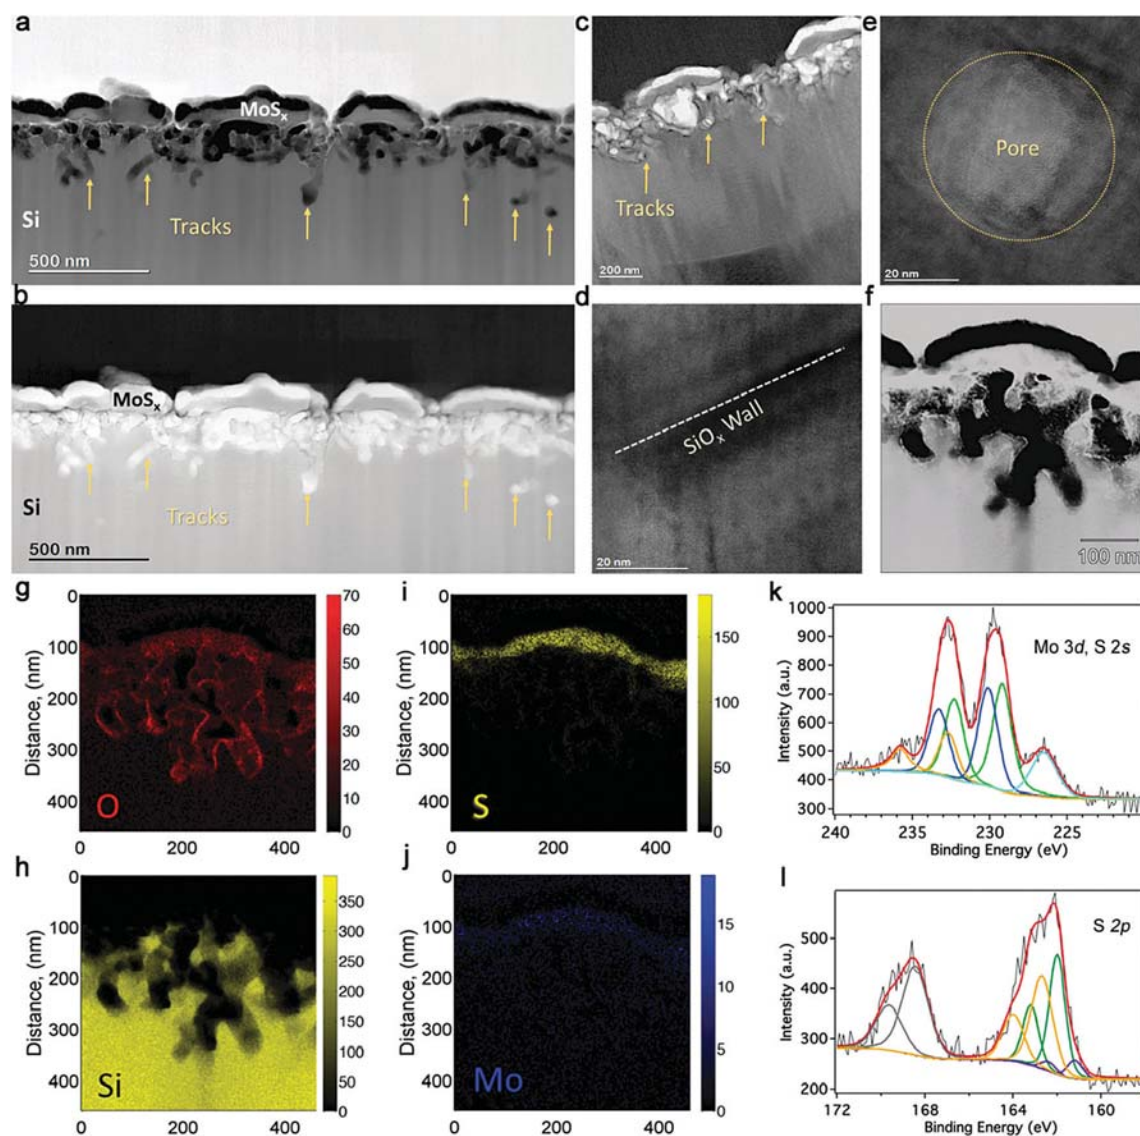 a
MoSₓ
Si
Tracks
500 nm
b
MoSₓ
Si
Tracks
500 nm
c
Tracks
200 nm
d
SiOₓ Wall
20 nm
e
Pore
20 nm
f
100 nm
g
0
100
200
300
400
Distance, (nm)
O
0
200
400
70
60
50
40
30
20
10
0
i
0
100
200
300
400
Distance, (nm)
S
0
200
400
150
100
50
0
k
1000
900
800
700
600
500
400
300
Intensity (a.u.)
Mo 3d, S 2s
240
235
230
225
Binding Energy (eV)
h
0
100
200
300
400
Distance, (nm)
Si
0
200
400
350
300
250
200
150
100
50
0
j
0
100
200
300
400
Distance, (nm)
Mo
0
200
400
15
10
5
0
l
500
400
300
200
Intensity (a.u.)
S 2p
172
168
164
160
Binding Energy (eV)